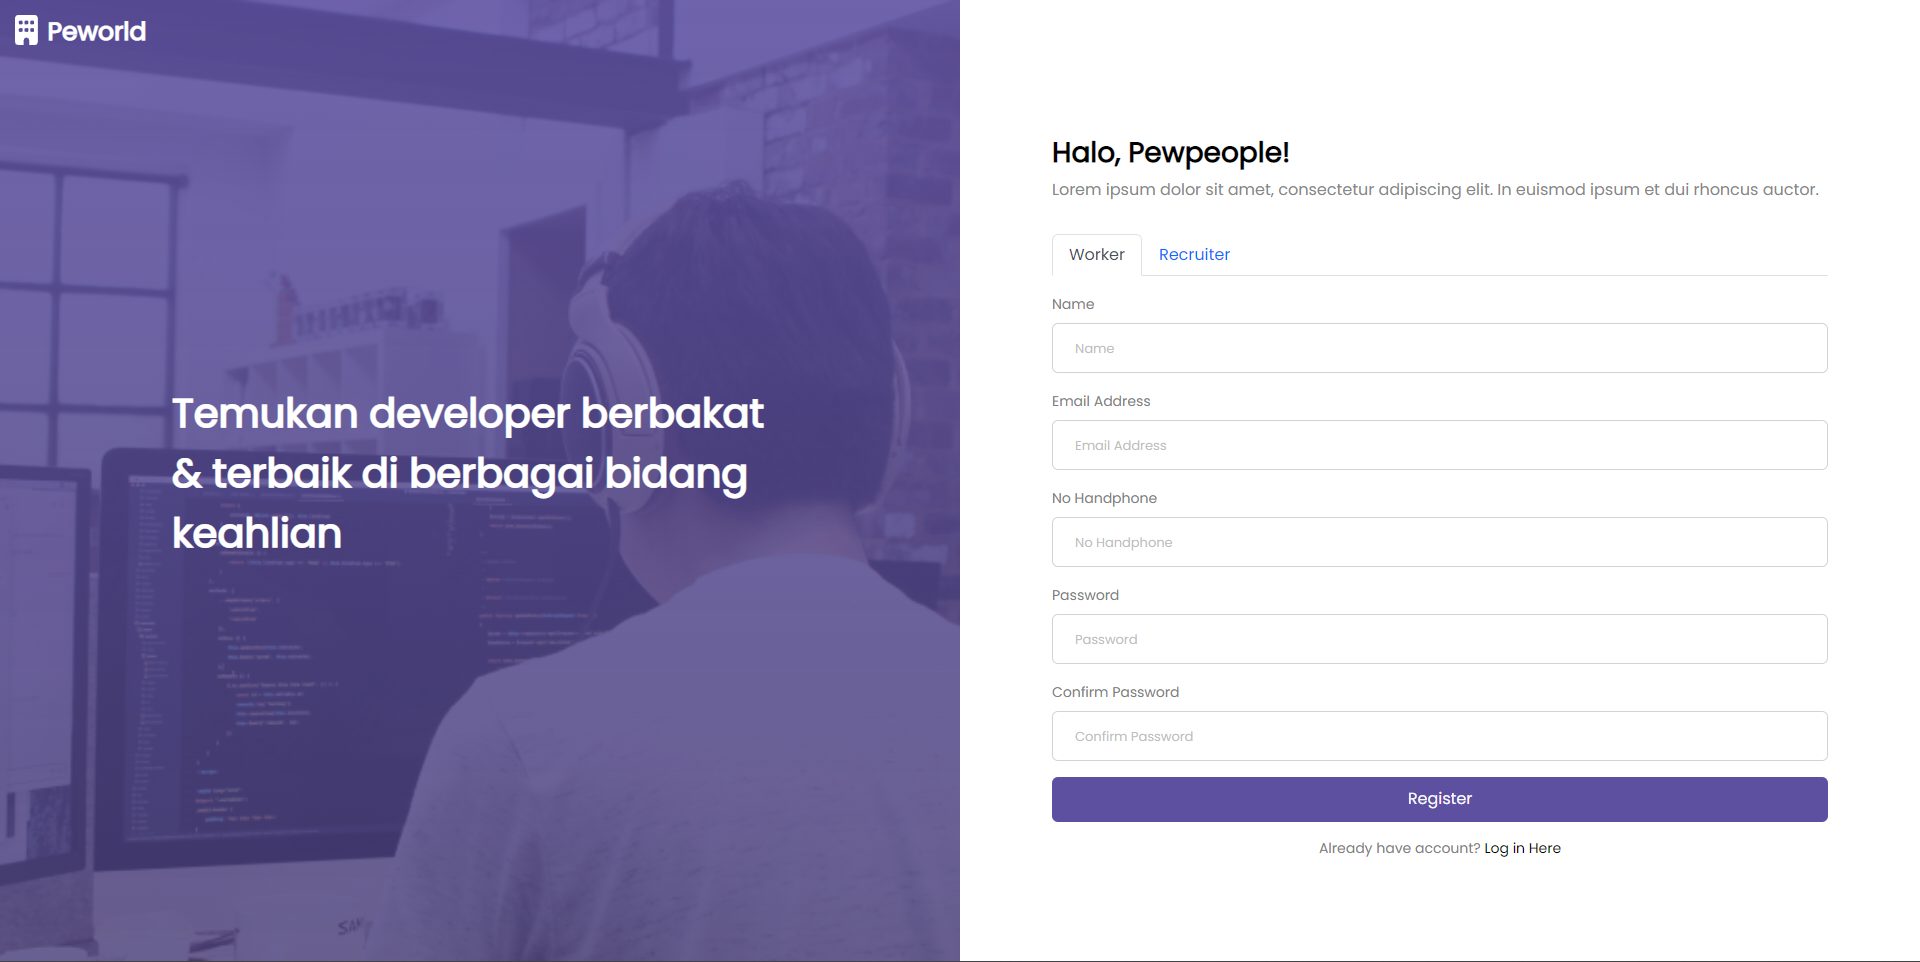 Peworld
Temukan developer berbakat
& terbaik di berbagai bidang
keahlian
Halo, Pewpeople!
Lorem ipsum dolor sit amet, consectetur adipiscing elit. In euismod ipsum et dui rhoncus auctor.
Worker Recruiter
Name
Name
Email Address
Email Address
No Handphone
No Handphone
Password
Password
Confirm Password
Confirm Password
Register
Already have account? Log in Here